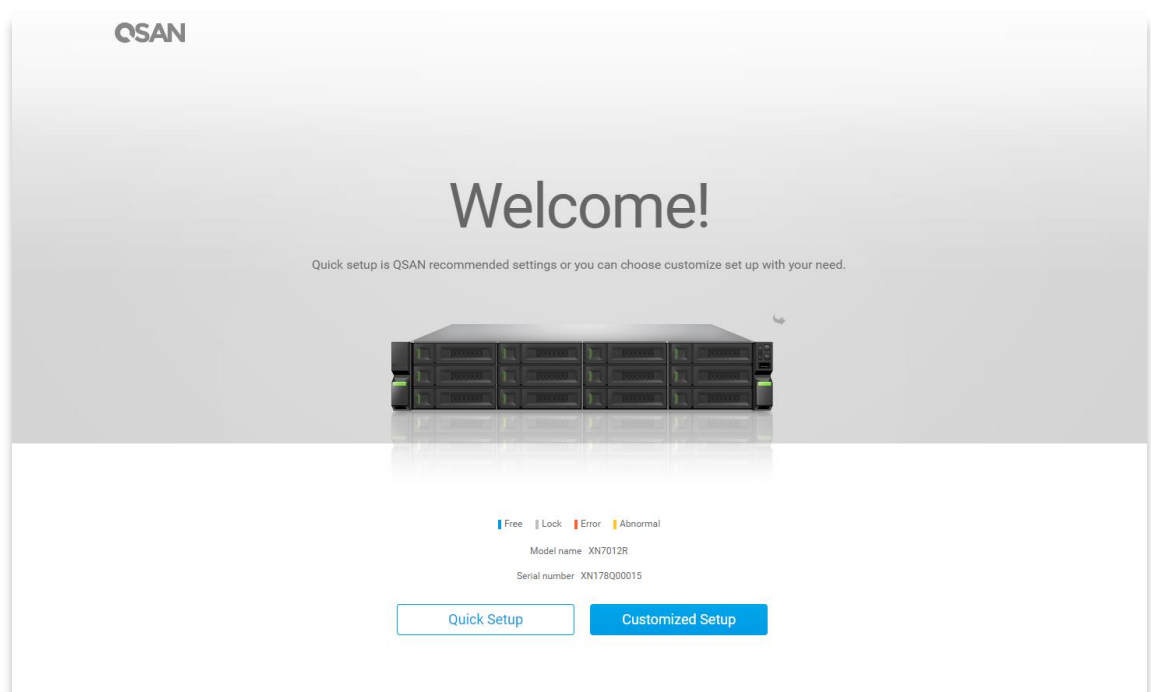 QSAN
Welcome!
Quick setup is QSAN recommended settings or you can choose customize set up with your need.
Free Lock Error Abnormal
Model name XN7012R
Serial number XN178Q00015
Quick Setup Customized Setup